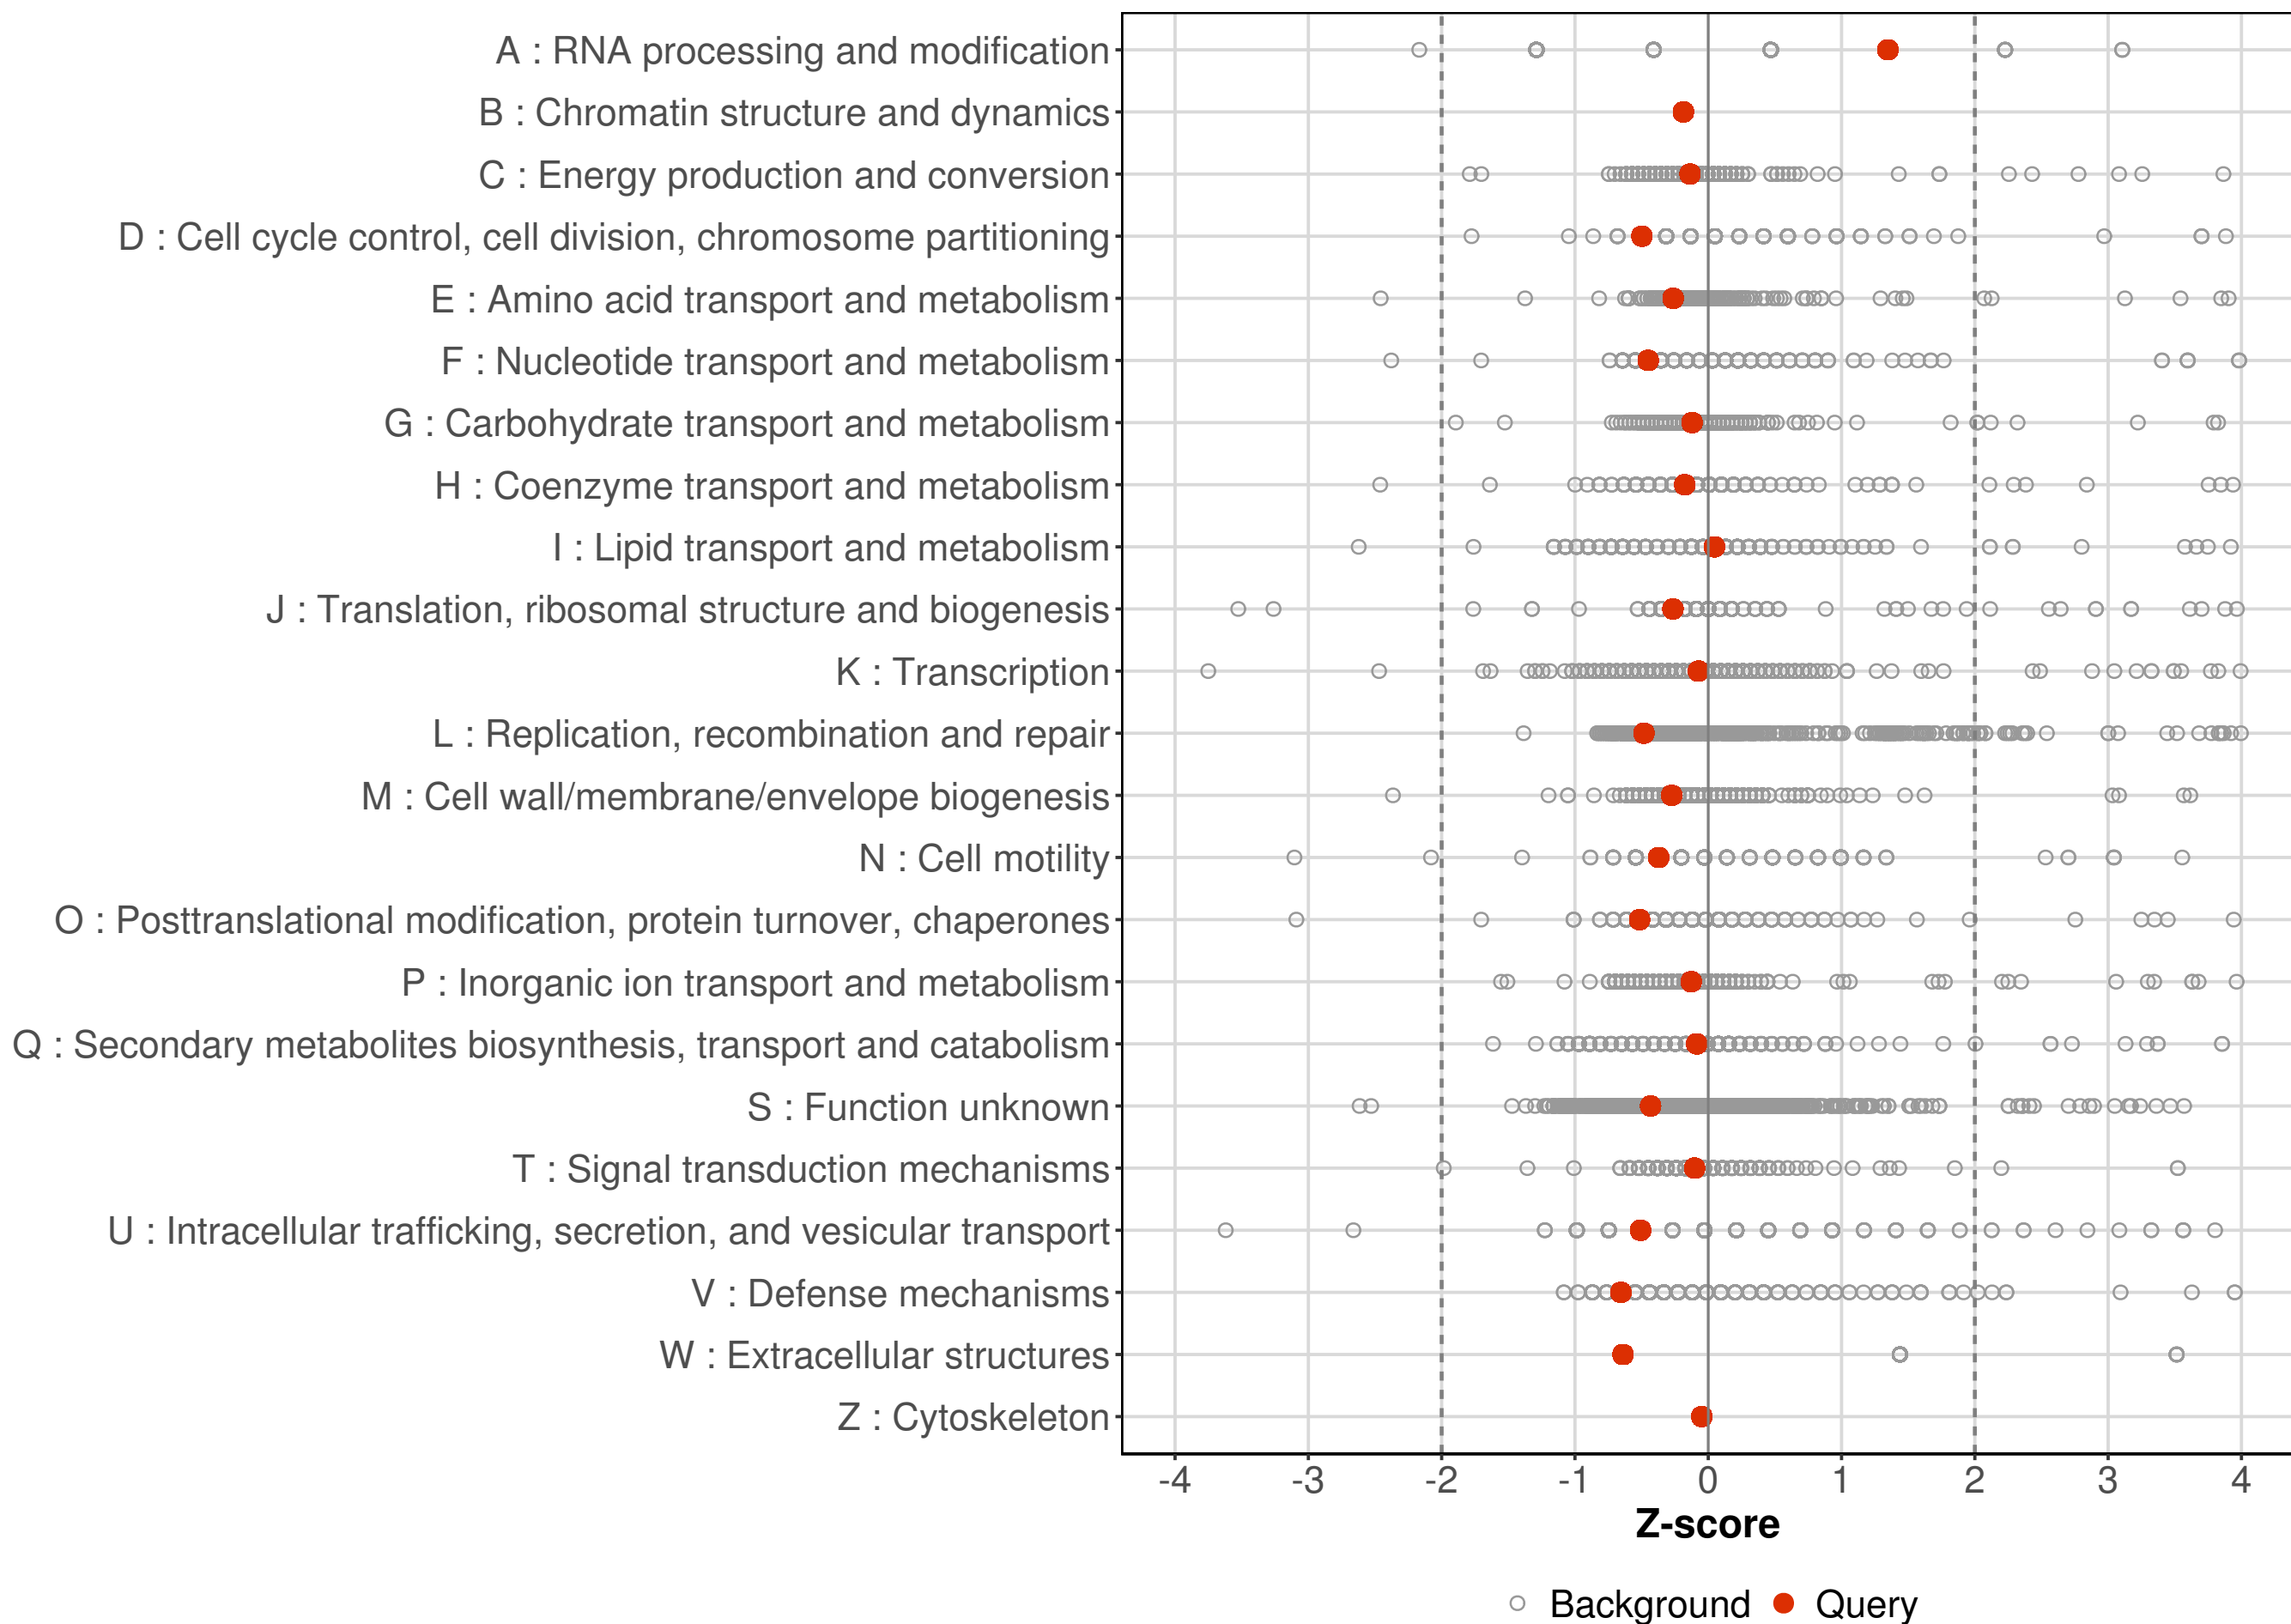 A : RNA processing and modification
B : Chromatin structure and dynamics
C : Energy production and conversion
D : Cell cycle control, cell division, chromosome partitioning
E : Amino acid transport and metabolism
F : Nucleotide transport and metabolism
G : Carbohydrate transport and metabolism
H : Coenzyme transport and metabolism
I : Lipid transport and metabolism
J : Translation, ribosomal structure and biogenesis
K : Transcription
L : Replication, recombination and repair
M : Cell wall/membrane/envelope biogenesis
N : Cell motility
O : Posttranslational modification, protein turnover, chaperones
P : Inorganic ion transport and metabolism
Q : Secondary metabolites biosynthesis, transport and catabolism
S : Function unknown
T : Signal transduction mechanisms
U : Intracellular trafficking, secretion, and vesicular transport
V : Defense mechanisms
W : Extracellular structures
Z : Cytoskeleton
-4 -3 -2 -1 0 1 2 3 4
Z-score
Background Query